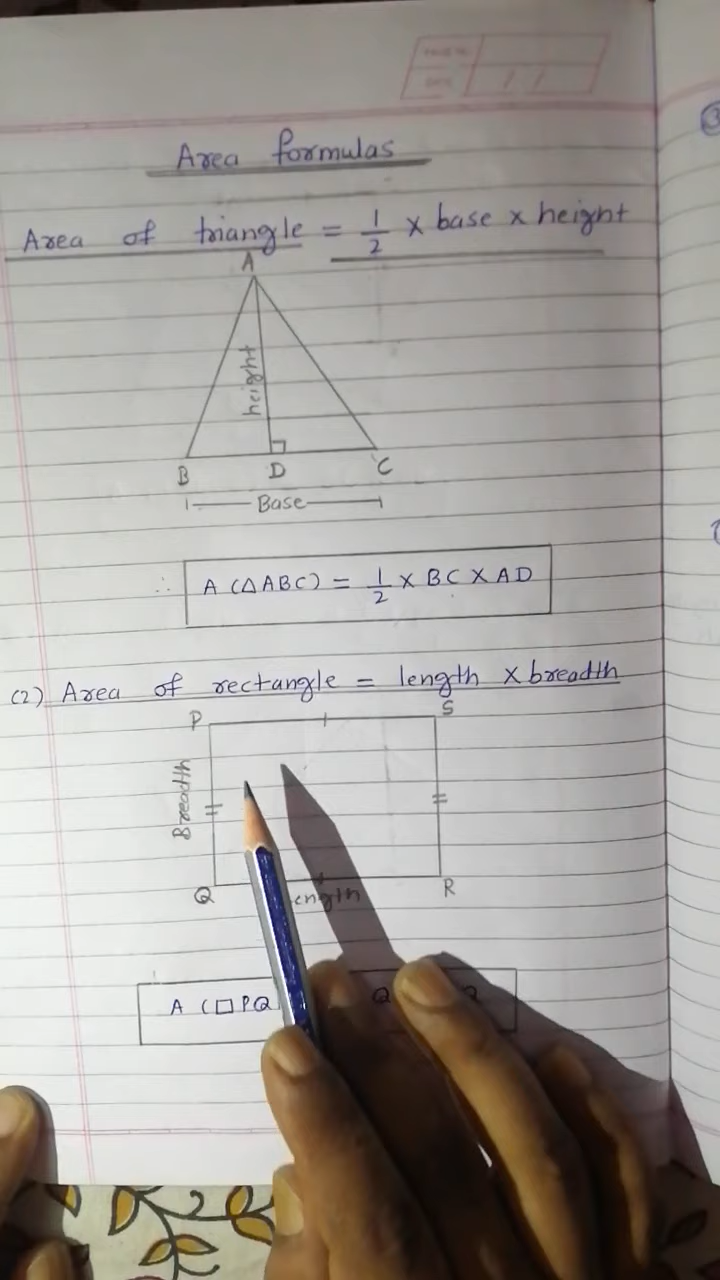 Area formulas
Area of triangle = 1/2 × base × height
A
height
B D C
Base
∴ A (△ABC) = 1/2 × BC × AD
(2) Area of rectangle = length × breadth
P S
Breadth
Q R
ength
A (□PQ Q